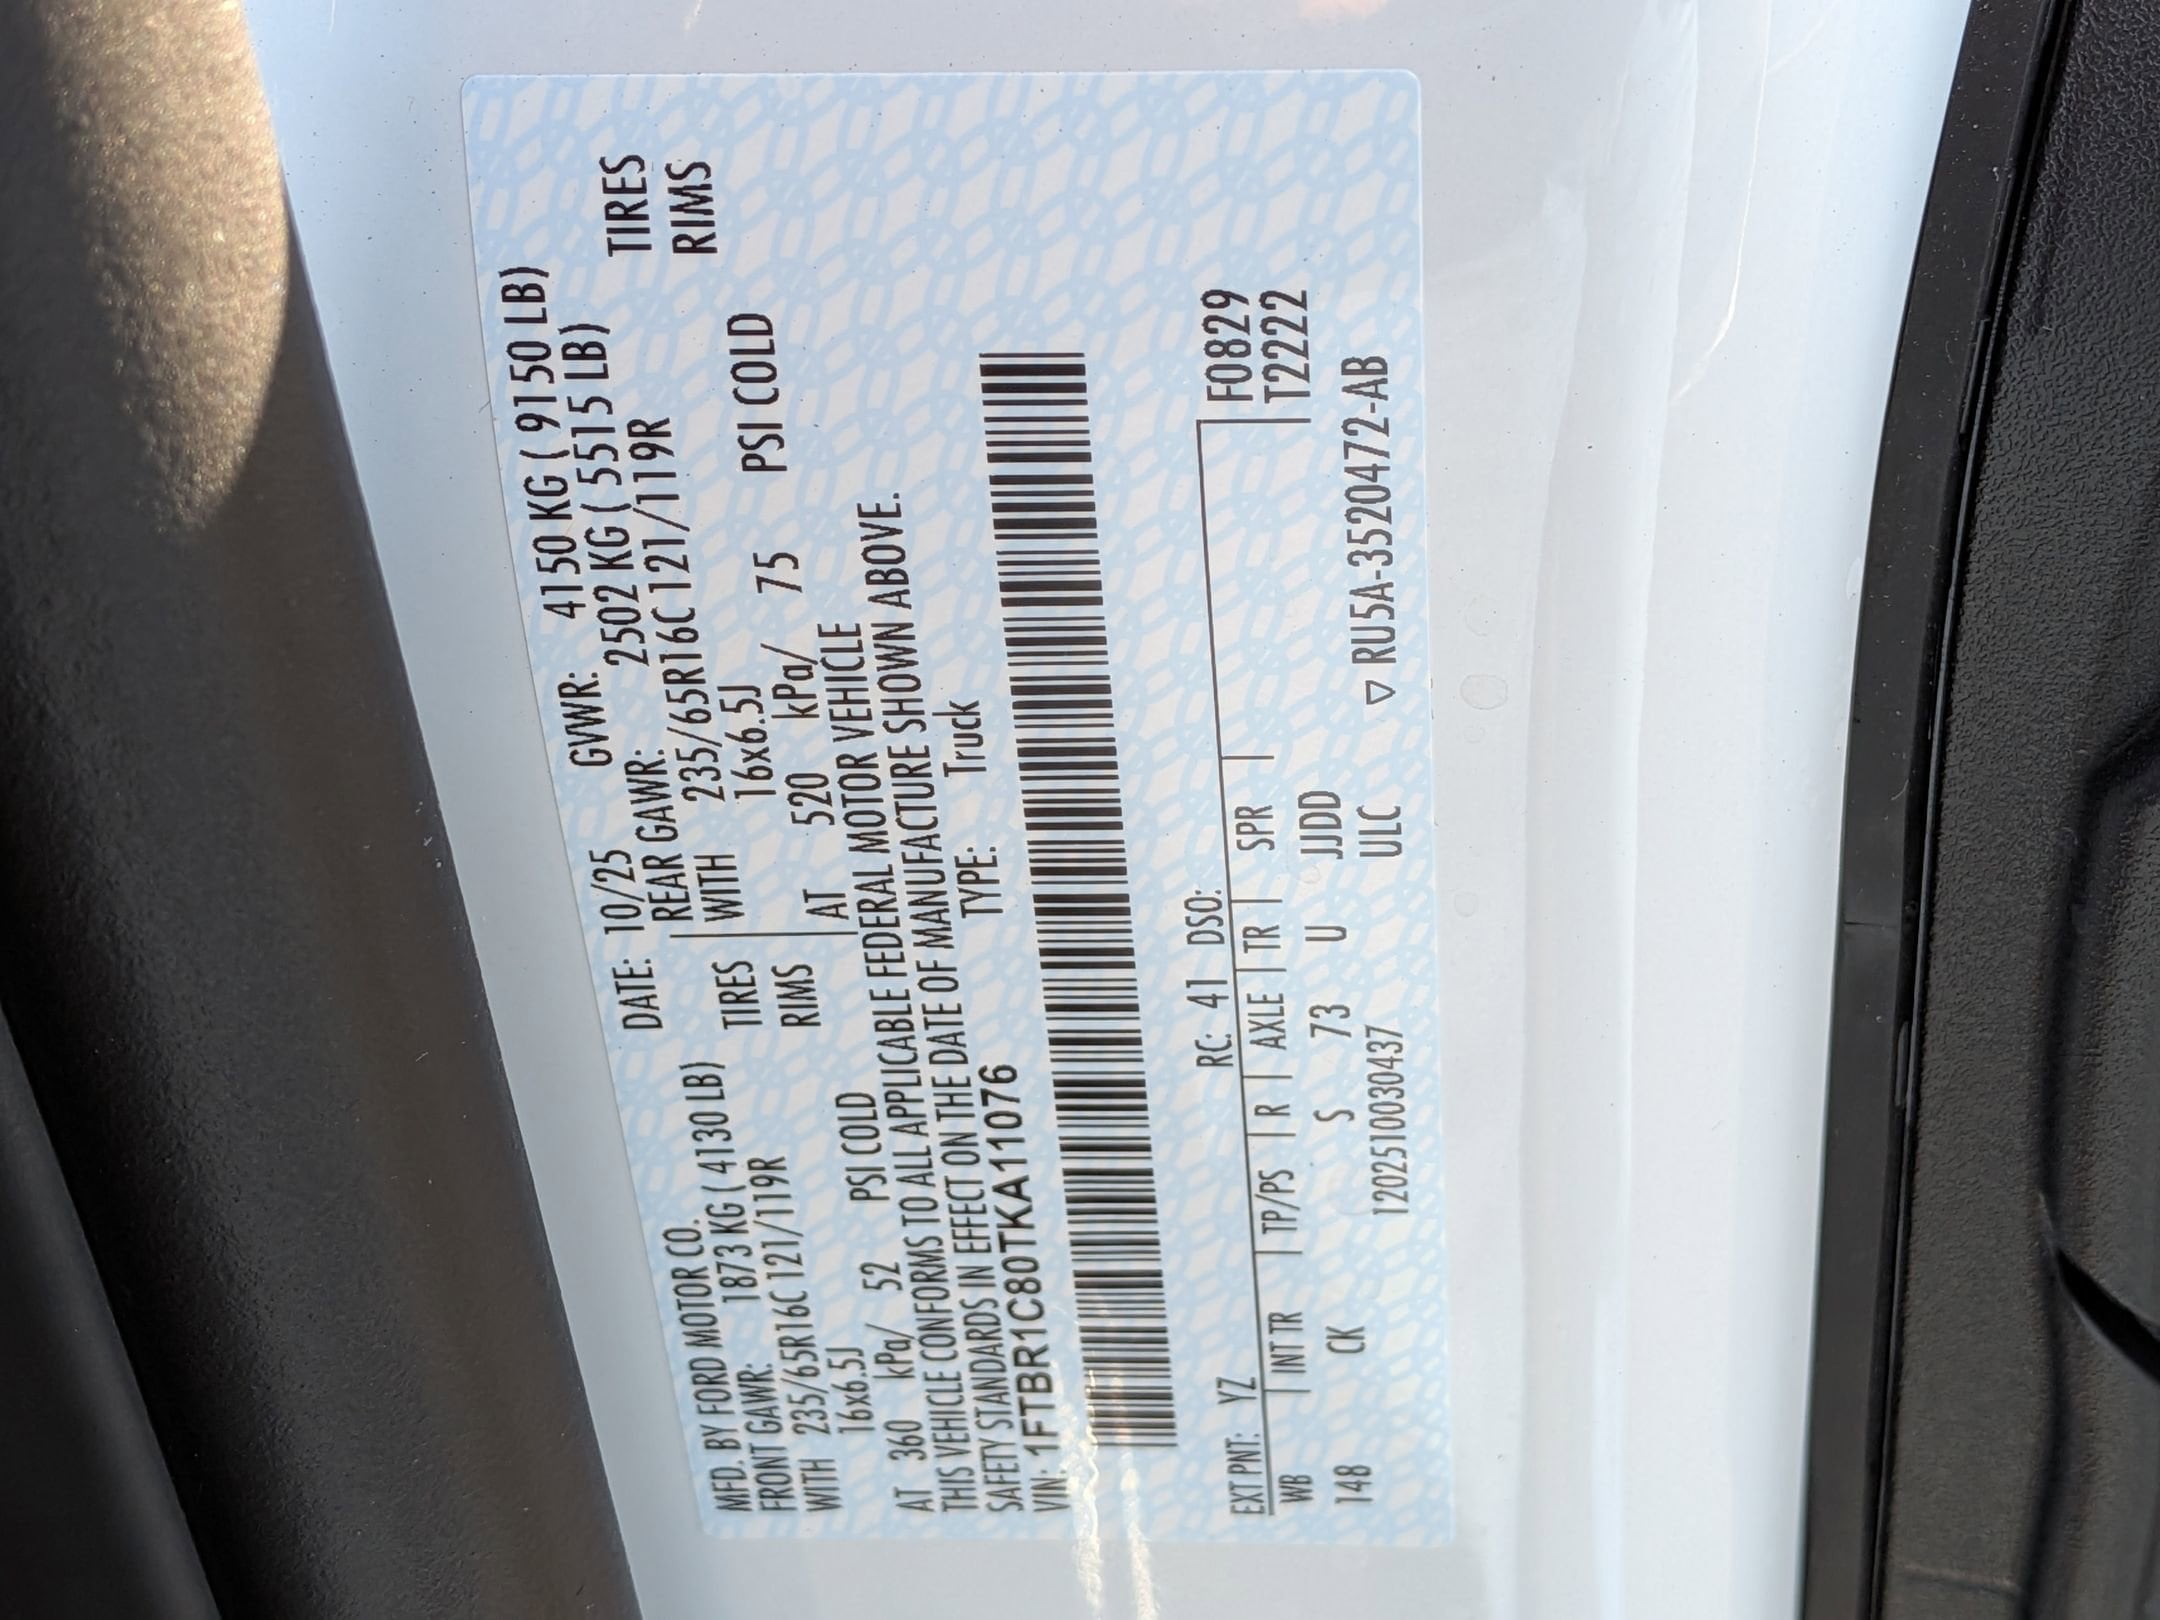 MFD. BY FORD MOTOR CO. DATE: 10/25 GVWR: 4150 KG ( 9150 LB)
FRONT GAWR: 1873 KG ( 4130 LB) REAR GAWR: 2502 KG ( 5515 LB)
WITH 235/65R16C 121/119R TIRES WITH 235/65R16C 121/119R TIRES
16x6.5J RIMS 16x6.5J RIMS
AT 360 kPa/ 52 PSI COLD AT 520 kPa/ 75 PSI COLD
THIS VEHICLE CONFORMS TO ALL APPLICABLE FEDERAL MOTOR VEHICLE
SAFETY STANDARDS IN EFFECT ON THE DATE OF MANUFACTURE SHOWN ABOVE.
VIN: 1FTBR1C80TKA11076 TYPE: Truck
EXT PNT: YZ RC: 41 DSO: F0829
WB INT TR TP/PS R AXLE TR SPR T2222
148 CK S 73 U JJDD
1202510030437 ULC ▽ RU5A-3520472-AB